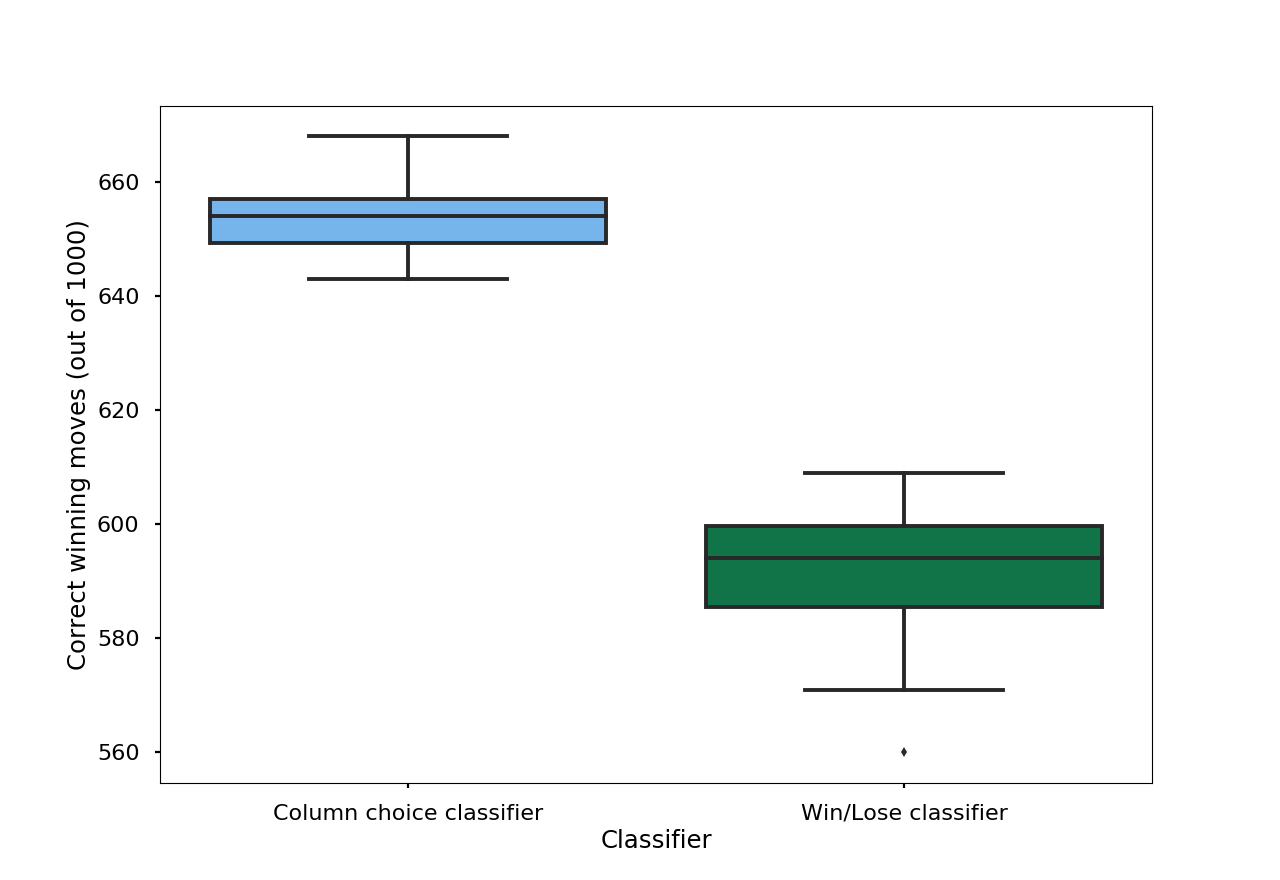 Correct winning moves (out of 1000)
660
640
620
600
580
560
Column choice classifier
Win/Lose classifier
Classifier